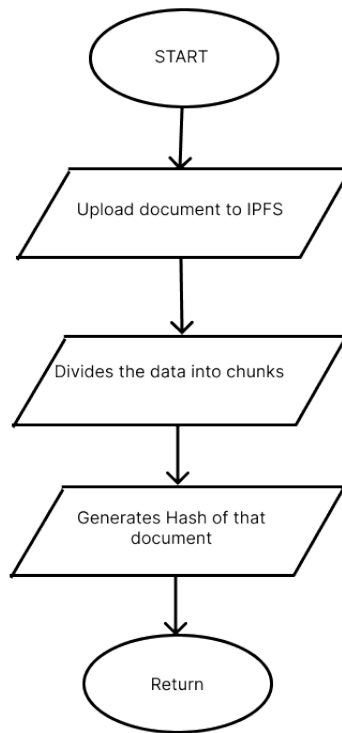 START
Upload document to IPFS
Divides the data into chunks
Generates Hash of that
document
Return